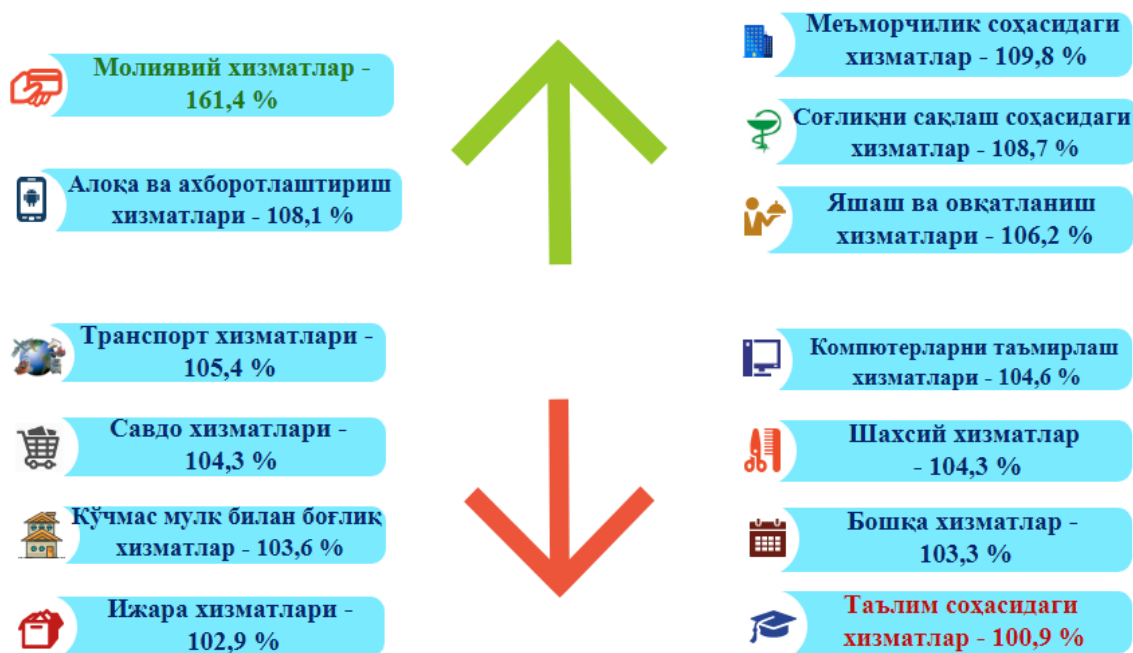 Молиявий хизматлар -
161,4 %
Алоқа ва ахборотлаштириш
хизматлари - 108,1 %
Меъморчилик соҳасидаги
хизматлар - 109,8 %
Соғлиқни сақлаш соҳасидаги
хизматлар - 108,7 %
Яшаш ва овқатланиш
хизматлари - 106,2 %
Транспорт хизматлари -
105,4 %
Савдо хизматлари -
104,3 %
Кўчмас мулк билан боғлиқ
хизматлар - 103,6 %
Ижара хизматлари -
102,9 %
Компютерларни таъмирлаш
хизматлари - 104,6 %
Шахсий хизматлар
- 104,3 %
Бошқа хизматлар -
103,3 %
Таълим соҳасидаги
хизматлар - 100,9 %